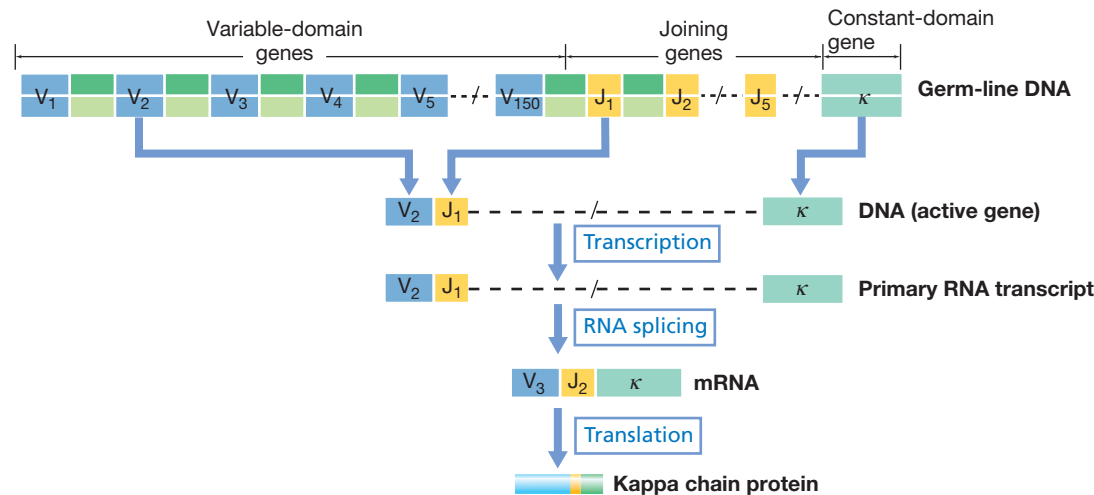 Variable-domain
genes
Joining
genes
Constant-domain
gene
V1 V2 V3 V4 V5 V150 J1 J2 J5 κ Germ-line DNA
V2 J1 κ DNA (active gene)
Transcription
V2 J1 κ Primary RNA transcript
RNA splicing
V3 J2 κ mRNA
Translation
Kappa chain protein